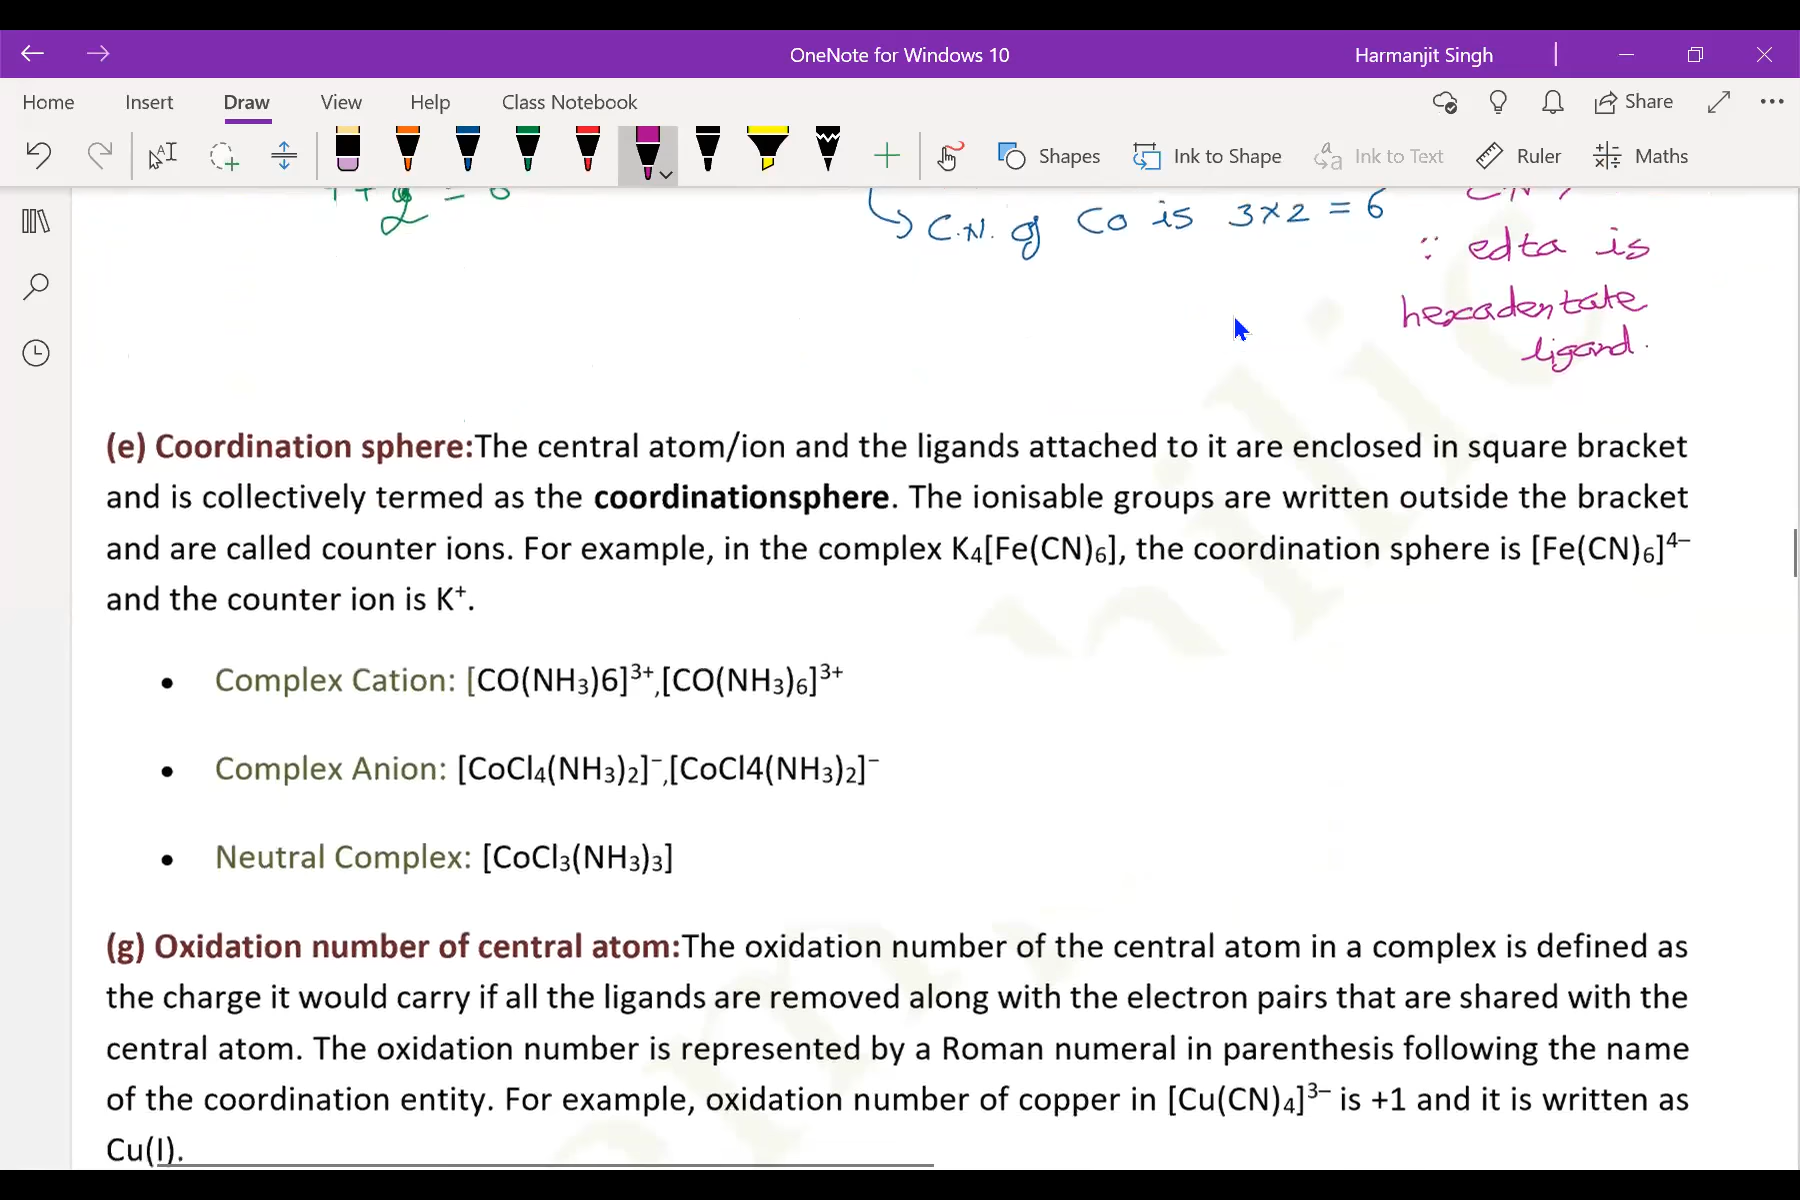 OneNote for Windows 10
Harmanjit Singh
Home Insert Draw View Help Class Notebook
Share
Shapes Ink to Shape Ink to Text Ruler Maths
C.N. of Co is 3×2 = 6
∵ edta is
hexadentate
ligand.
(e) Coordination sphere:The central atom/ion and the ligands attached to it are enclosed in square bracket
and is collectively termed as the coordinationsphere. The ionisable groups are written outside the bracket
and are called counter ions. For example, in the complex K₄[Fe(CN)₆], the coordination sphere is [Fe(CN)₆]⁴⁻
and the counter ion is K⁺.
• Complex Cation: [CO(NH₃)6]³⁺,[CO(NH₃)₆]³⁺
• Complex Anion: [CoCl₄(NH₃)₂]⁻,[CoCl4(NH₃)₂]⁻
• Neutral Complex: [CoCl₃(NH₃)₃]
(g) Oxidation number of central atom:The oxidation number of the central atom in a complex is defined as
the charge it would carry if all the ligands are removed along with the electron pairs that are shared with the
central atom. The oxidation number is represented by a Roman numeral in parenthesis following the name
of the coordination entity. For example, oxidation number of copper in [Cu(CN)₄]³⁻ is +1 and it is written as
Cu(I).